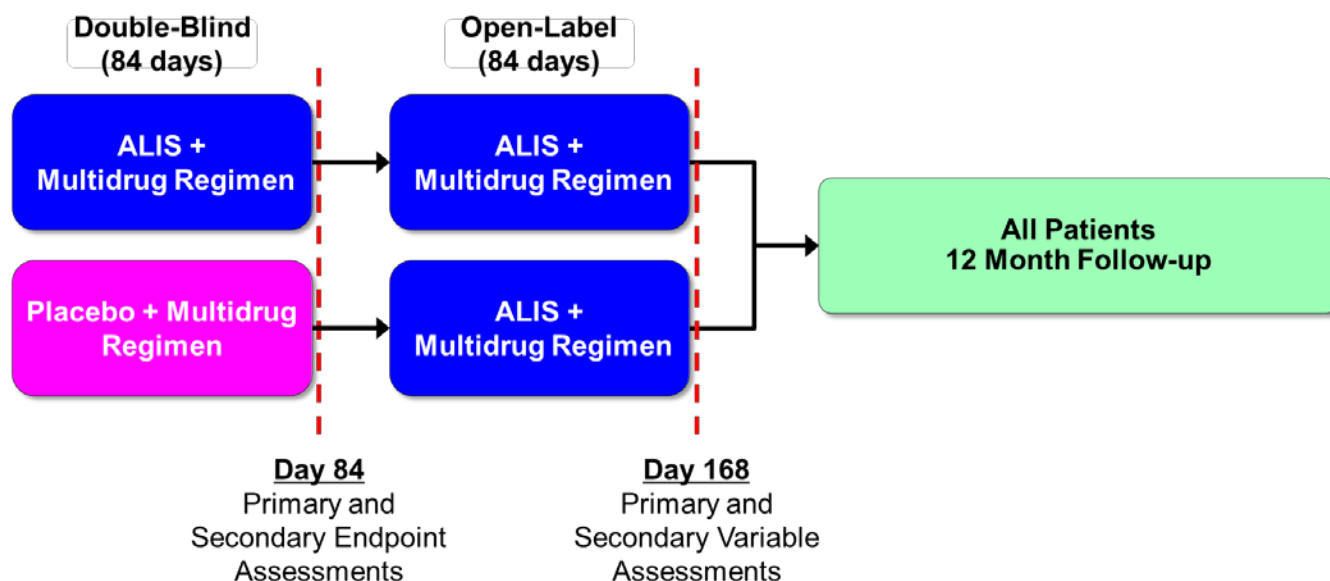 Double-Blind
(84 days)
Open-Label
(84 days)
ALIS +
Multidrug Regimen
ALIS +
Multidrug Regimen
Placebo + Multidrug
Regimen
ALIS +
Multidrug Regimen
All Patients
12 Month Follow-up
Day 84
Primary and
Secondary Endpoint
Assessments
Day 168
Primary and
Secondary Variable
Assessments